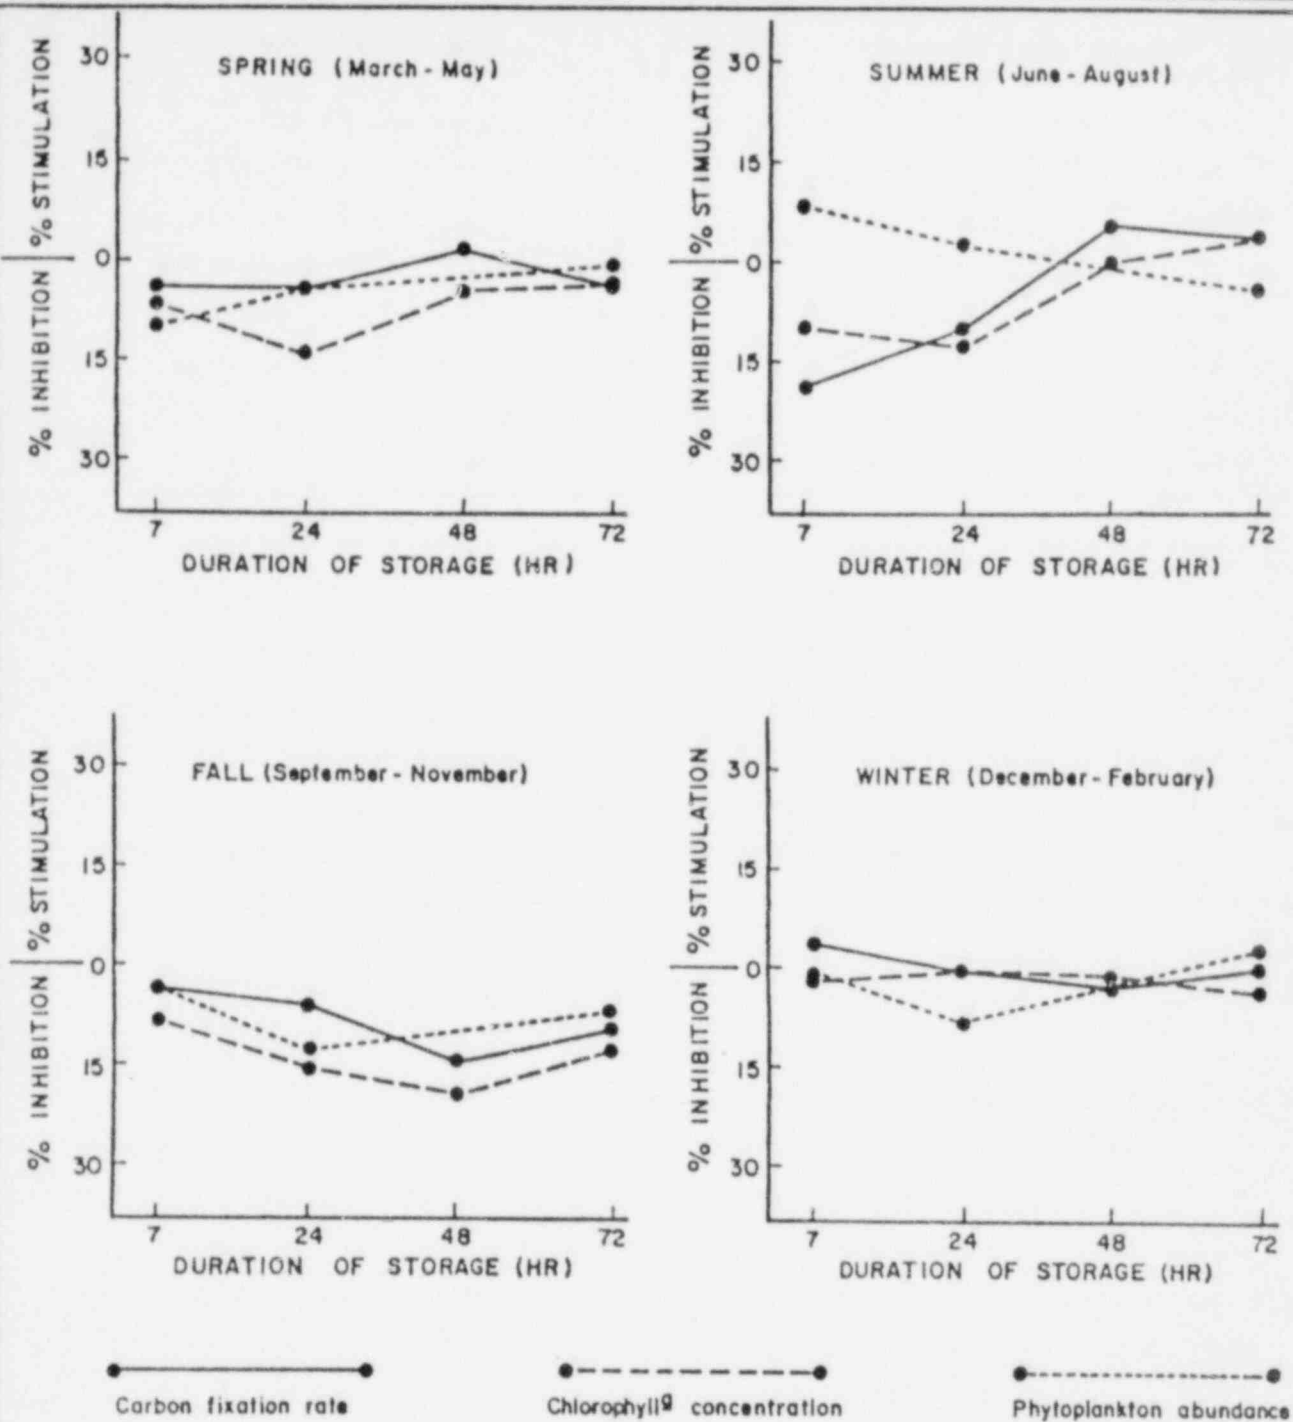 SPRING (March - May)
% STIMULATION
% INHIBITION
30
15
0
15
30
7 24 48 72
DURATION OF STORAGE (HR)
SUMMER (June - August)
% STIMULATION
% INHIBITION
30
15
0
15
30
7 24 48 72
DURATION OF STORAGE (HR)
FALL (September - November)
% STIMULATION
% INHIBITION
30
15
0
15
30
7 24 48 72
DURATION OF STORAGE (HR)
WINTER (December - February)
% STIMULATION
% INHIBITION
30
15
0
15
30
7 24 48 72
DURATION OF STORAGE (HR)
Carbon fixation rate
Chlorophyll a concentration
Phytoplankton abundance